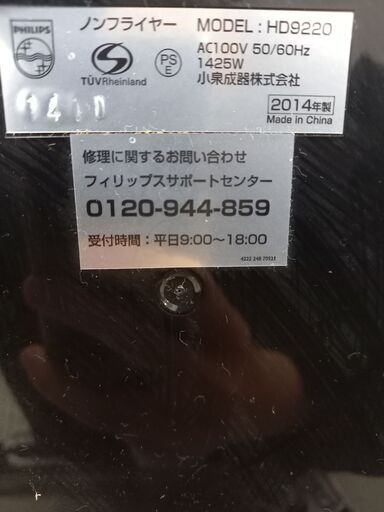 PHILIPS
ノンフライヤー MODEL : HD9220
AC100V 50/60Hz
1425W
TÜVRheinland
PS
E
小泉成器株式会社
2014年製
Made in China
修理に関するお問い合わせ
フィリップスサポートセンター
0120-944-859
受付時間：平日9:00〜18:00